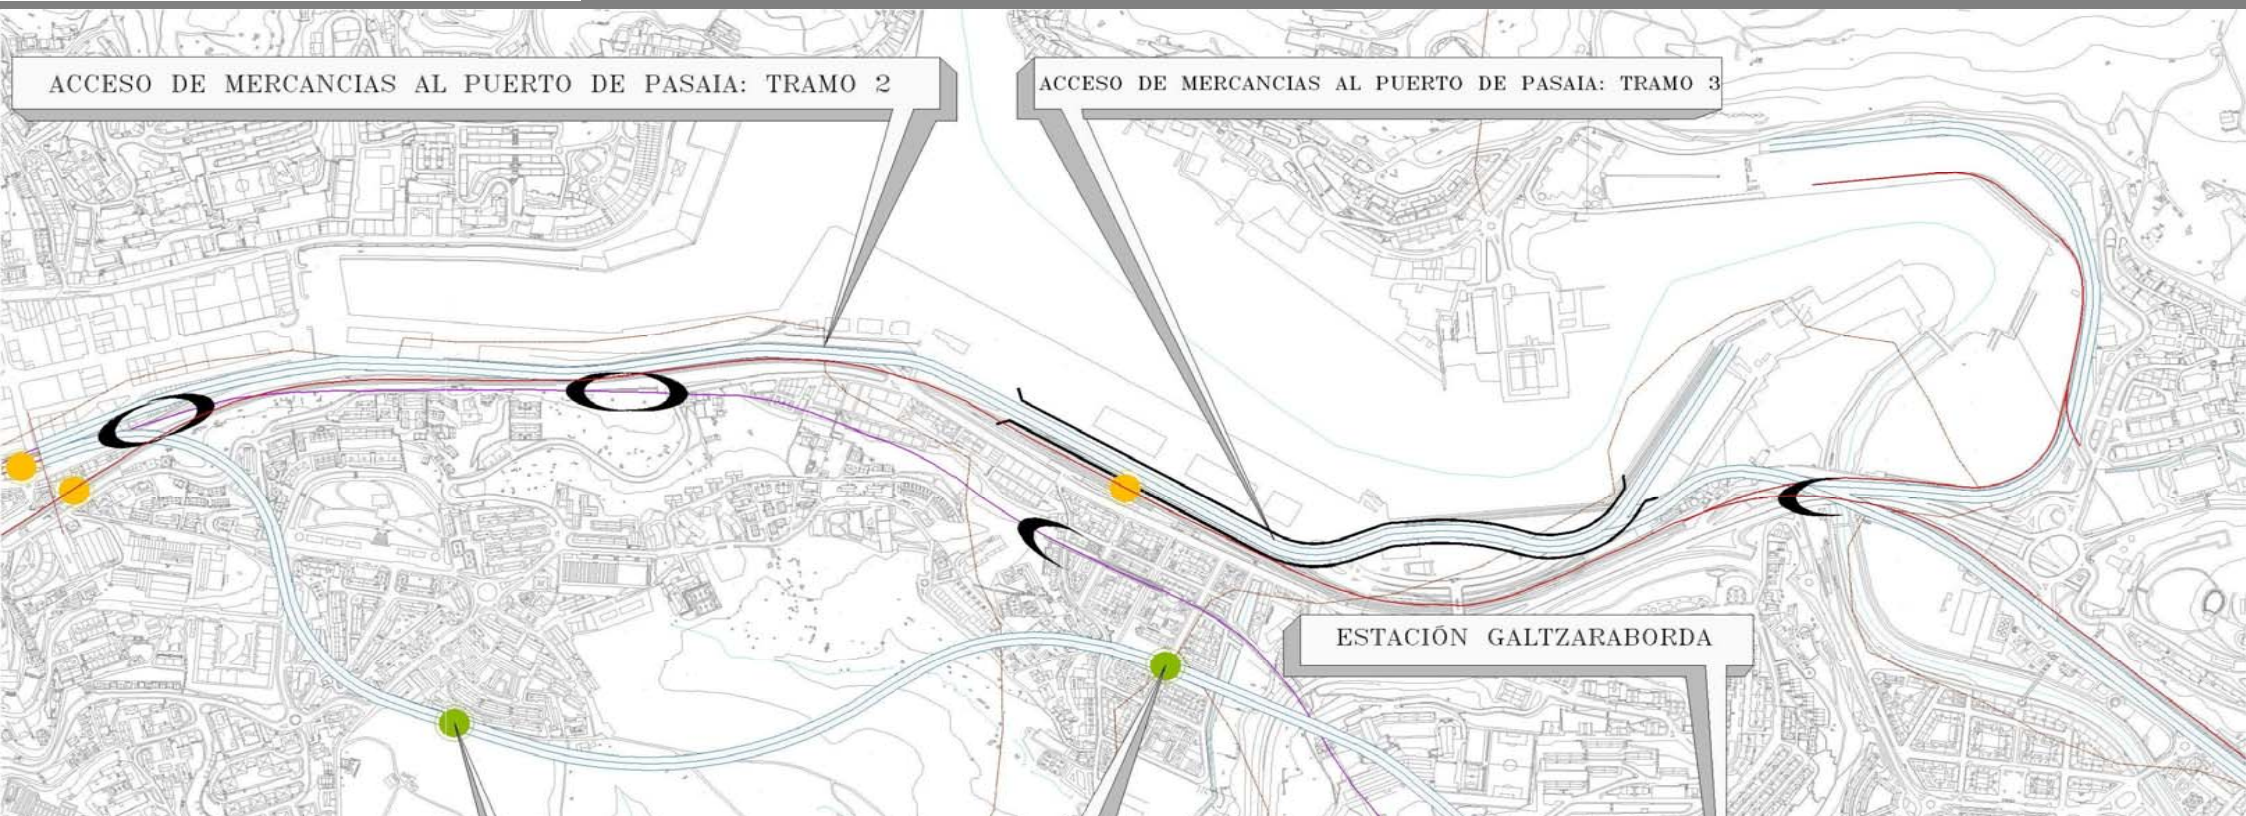 ACCESO DE MERCANCIAS AL PUERTO DE PASAIA: TRAMO 2
ACCESO DE MERCANCIAS AL PUERTO DE PASAIA: TRAMO 3
ESTACIÓN GALTZARABORDA